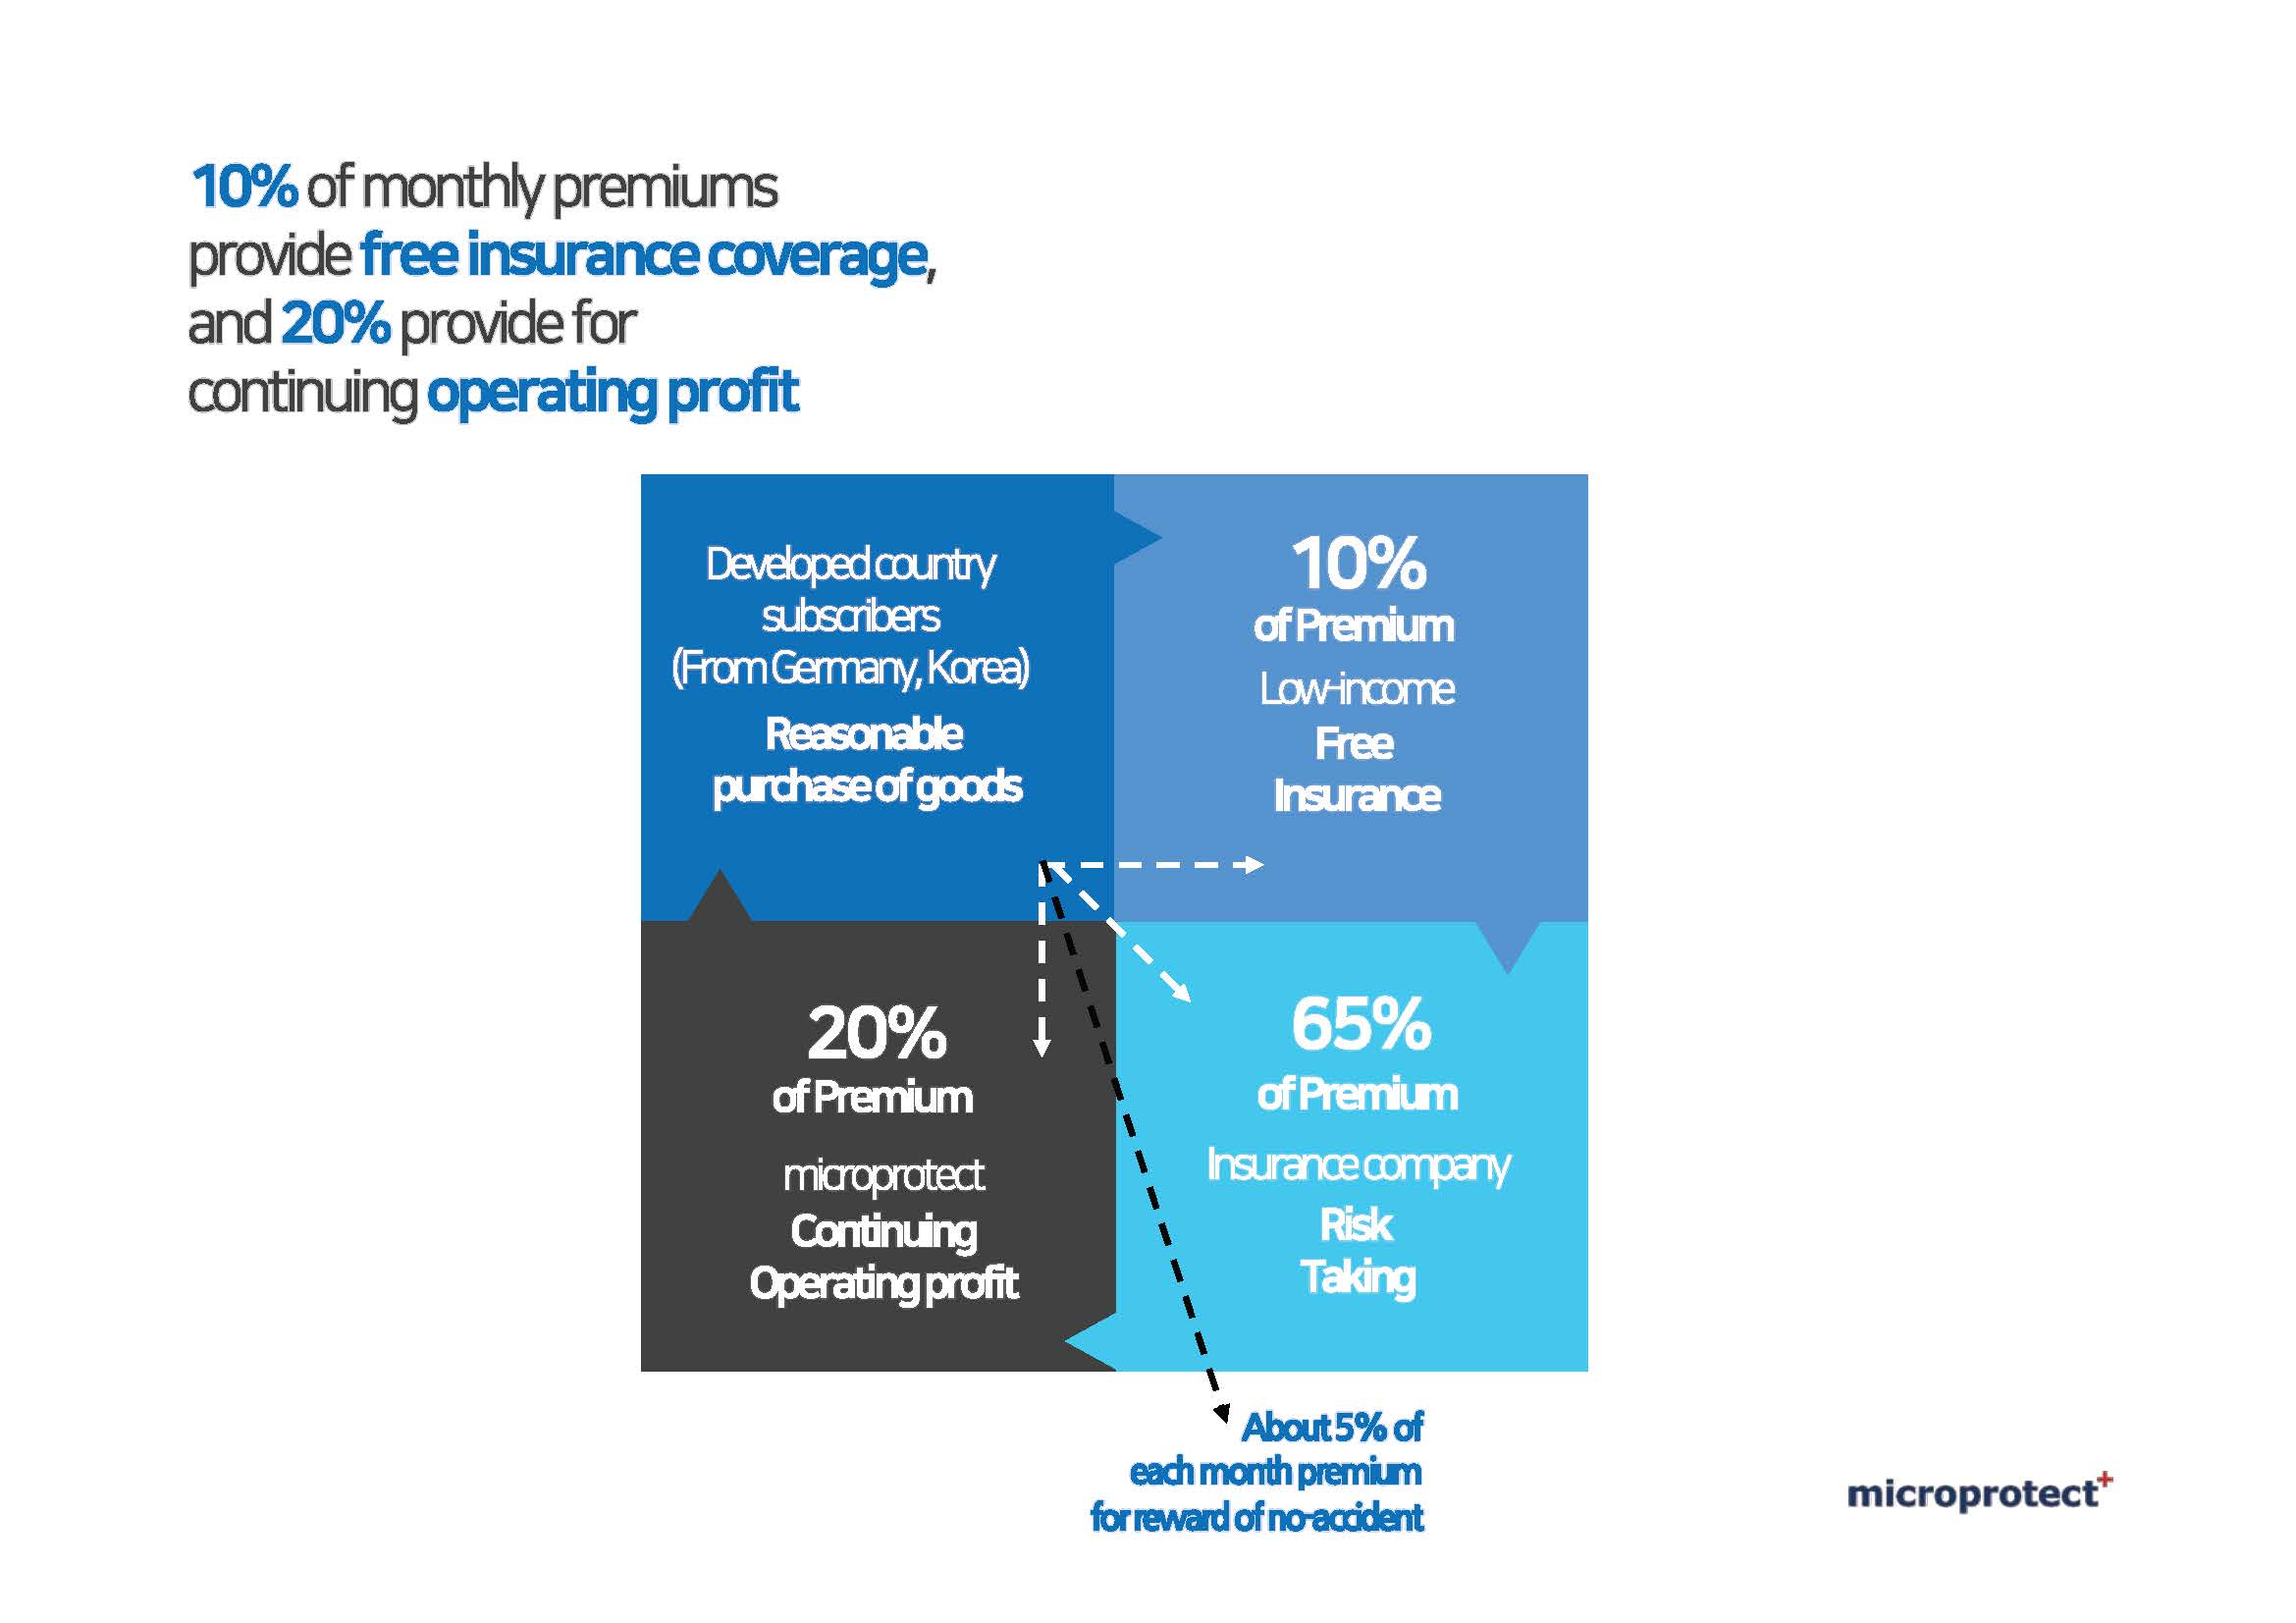 10% of monthly premiums
provide free insurance coverage,
and 20% provide for
continuing operating profit
Developed country
subscribers
(From Germany, Korea)
Reasonable
purchase of goods
10%
of Premium
Low-income
Free
Insurance
20%
of Premium
microprotect
Continuing
Operating profit
65%
of Premium
Insurance company
Risk
Taking
About 5% of
each month premium
for reward of no-accident
microprotect+